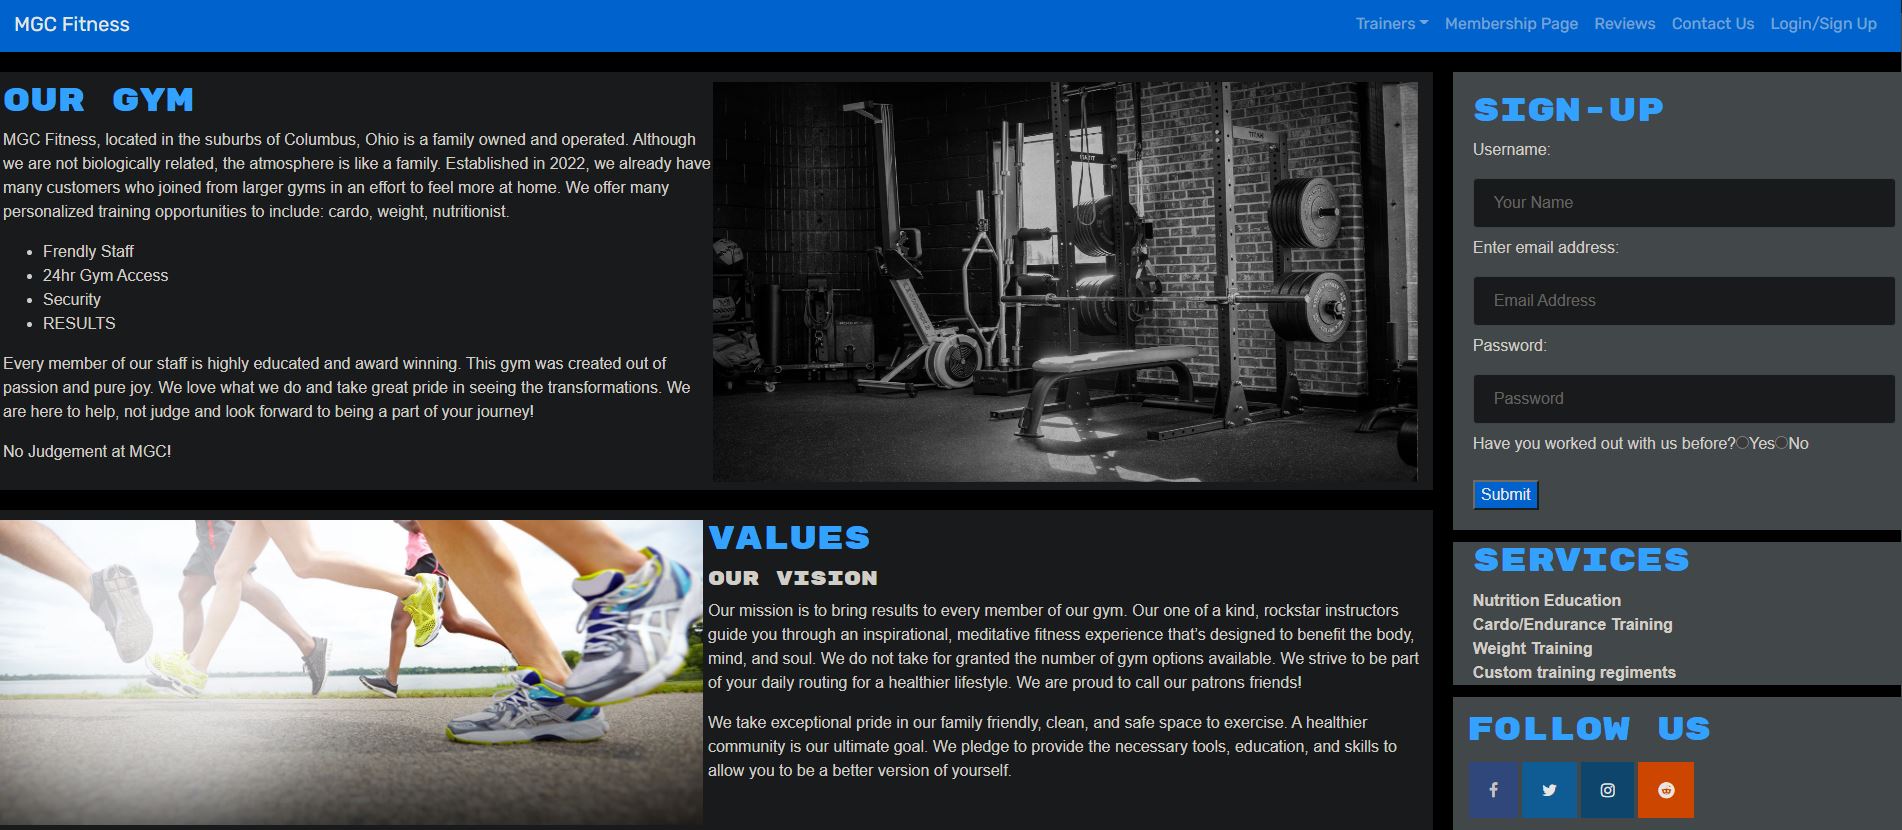 MGC Fitness
Trainers Membership Page Reviews Contact Us Login/Sign Up
OUR GYM
MGC Fitness, located in the suburbs of Columbus, Ohio is a family owned and operated. Although
we are not biologically related, the atmosphere is like a family. Established in 2022, we already have
many customers who joined from larger gyms in an effort to feel more at home. We offer many
personalized training opportunities to include: cardo, weight, nutritionist.
• Frendly Staff
• 24hr Gym Access
• Security
• RESULTS
Every member of our staff is highly educated and award winning. This gym was created out of
passion and pure joy. We love what we do and take great pride in seeing the transformations. We
are here to help, not judge and look forward to being a part of your journey!
No Judgement at MGC!
TITAN
VALUES
OUR VISION
Our mission is to bring results to every member of our gym. Our one of a kind, rockstar instructors
guide you through an inspirational, meditative fitness experience that's designed to benefit the body,
mind, and soul. We do not take for granted the number of gym options available. We strive to be part
of your daily routing for a healthier lifestyle. We are proud to call our patrons friends!
We take exceptional pride in our family friendly, clean, and safe space to exercise. A healthier
community is our ultimate goal. We pledge to provide the necessary tools, education, and skills to
allow you to be a better version of yourself.
SIGN-UP
Username:
Your Name
Enter email address:
Email Address
Password:
Password
Have you worked out with us before? Yes No
Submit
SERVICES
Nutrition Education
Cardo/Endurance Training
Weight Training
Custom training regiments
FOLLOW US